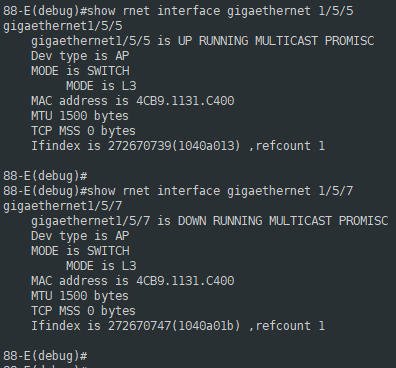 88-E(debug)#show rnet interface gigaethernet 1/5/5
gigaethernet1/5/5
gigaethernet1/5/5 is UP RUNNING MULTICAST PROMISC
Dev type is AP
MODE is SWITCH
MODE is L3
MAC address is 4CB9.1131.C400
MTU 1500 bytes
TCP MSS 0 bytes
Ifindex is 272670739(1040a013) ,refcount 1
88-E(debug)#
88-E(debug)#show rnet interface gigaethernet 1/5/7
gigaethernet1/5/7
gigaethernet1/5/7 is DOWN RUNNING MULTICAST PROMISC
Dev type is AP
MODE is SWITCH
MODE is L3
MAC address is 4CB9.1131.C400
MTU 1500 bytes
TCP MSS 0 bytes
Ifindex is 272670747(1040a01b) ,refcount 1
88-E(debug)#